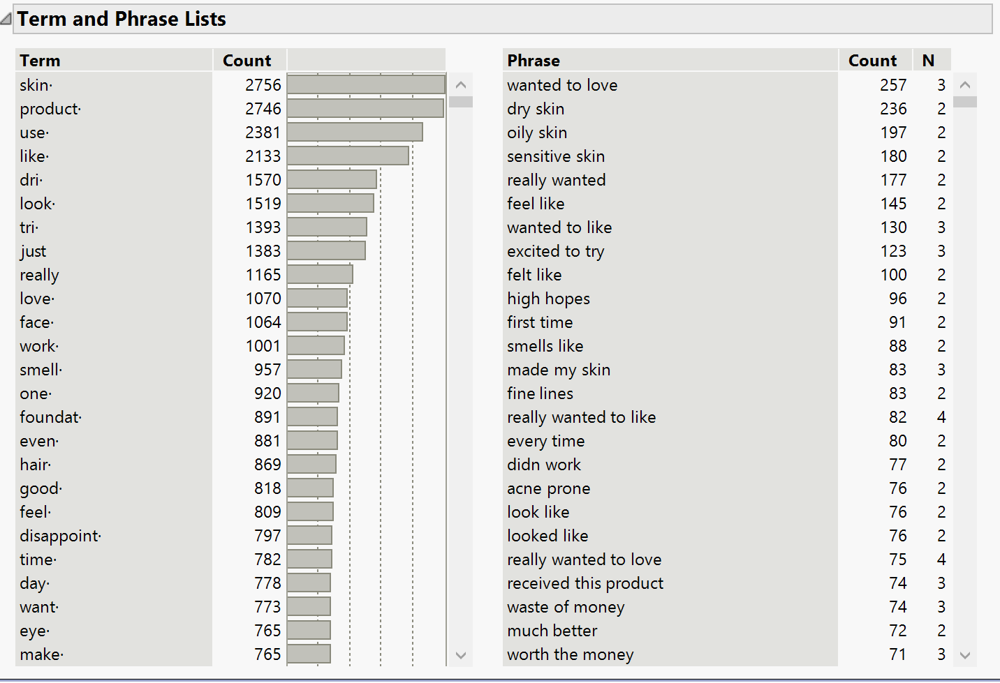 Term and Phrase Lists
Term Count
skin· 2756
product· 2746
use· 2381
like· 2133
dri· 1570
look· 1519
tri· 1393
just 1383
really 1165
love· 1070
face· 1064
work· 1001
smell· 957
one· 920
foundat· 891
even· 881
hair· 869
good· 818
feel· 809
disappoint· 797
time· 782
day· 778
want· 773
eye· 765
make· 765
Phrase Count N
wanted to love 257 3
dry skin 236 2
oily skin 197 2
sensitive skin 180 2
really wanted 177 2
feel like 145 2
wanted to like 130 3
excited to try 123 3
felt like 100 2
high hopes 96 2
first time 91 2
smells like 88 2
made my skin 83 3
fine lines 83 2
really wanted to like 82 4
every time 80 2
didn work 77 2
acne prone 76 2
look like 76 2
looked like 76 2
really wanted to love 75 4
received this product 74 3
waste of money 74 3
much better 72 2
worth the money 71 3